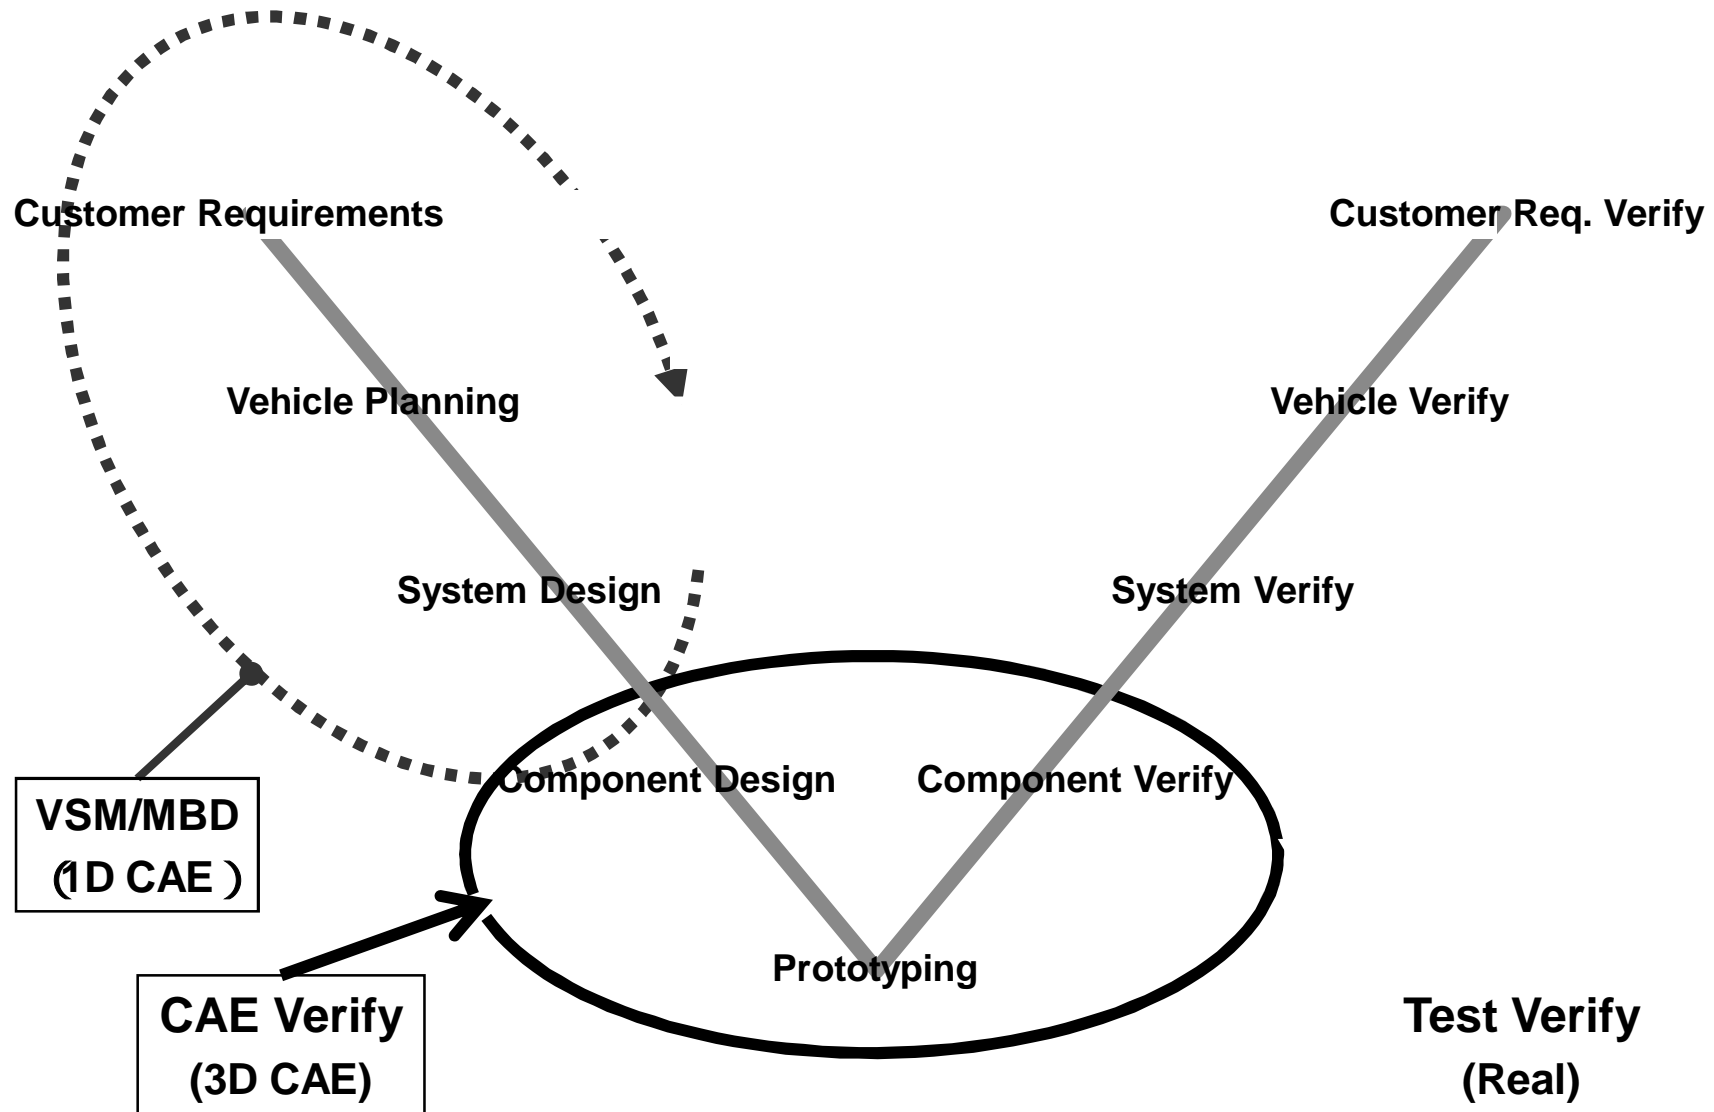 Customer Requirements
Customer Req. Verify
Vehicle Planning
Vehicle Verify
System Design
System Verify
Component Design
Component Verify
VSM/MBD
(1D CAE )
Prototyping
CAE Verify
(3D CAE)
Test Verify
(Real)